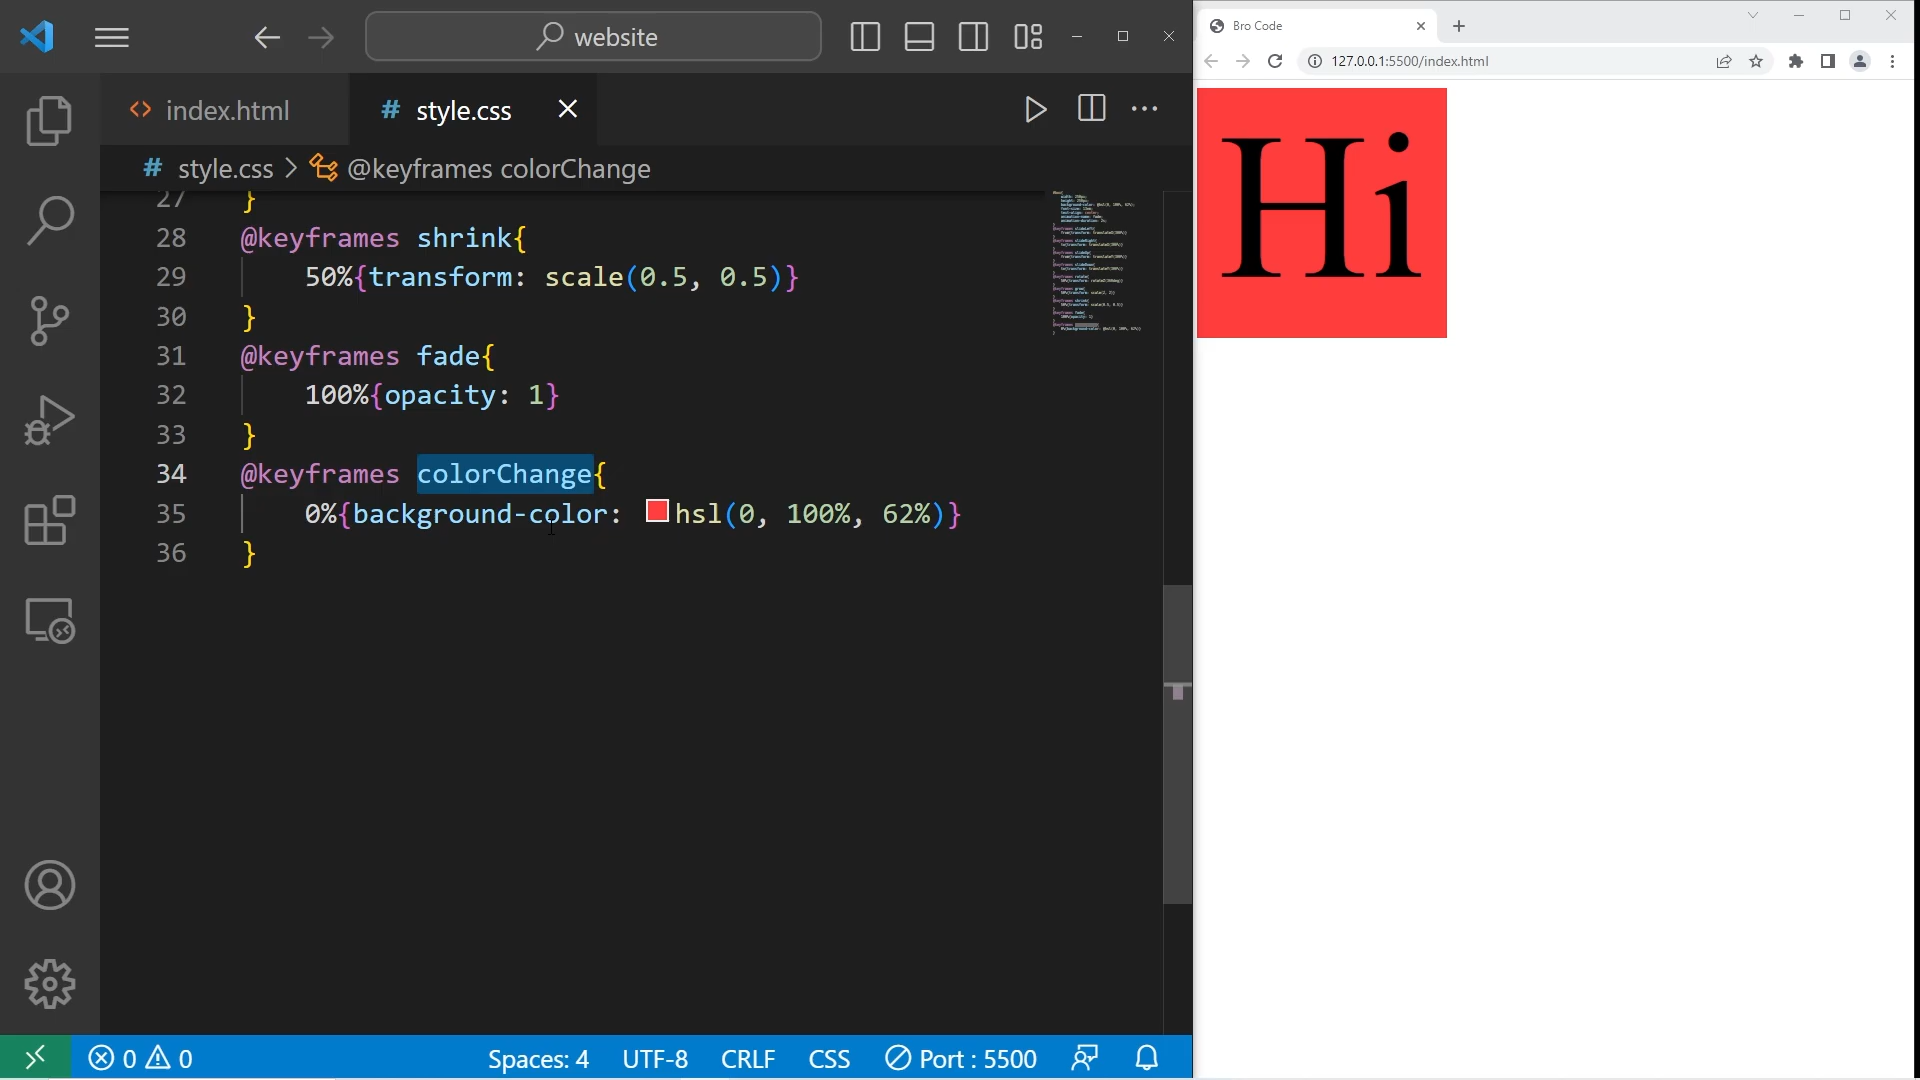 website
index.html
# style.css
# style.css > @keyframes colorChange
27 }
28 @keyframes shrink{
29 50%{transform: scale(0.5, 0.5)}
30 }
31 @keyframes fade{
32 100%{opacity: 1}
33 }
34 @keyframes colorChange{
35 0%{background-color: hsl(0, 100%, 62%)}
36 }
0 0
Spaces: 4 UTF-8 CRLF CSS Port : 5500
Bro Code
127.0.0.1:5500/index.html
Hi